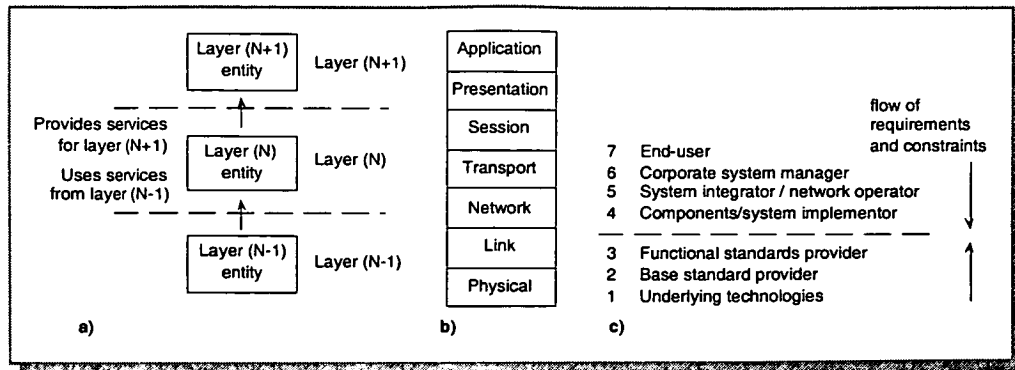 Layer (N+1)
entity
Layer (N+1)
Provides services
for layer (N+1)
Layer (N)
entity
Layer (N)
Uses services
from layer (N-1)
Layer (N-1)
entity
Layer (N-1)
a)
Application
Presentation
Session
Transport
Network
Link
Physical
b)
flow of
requirements
and constraints
7 End-user
6 Corporate system manager
5 System integrator / network operator
4 Components/system implementor
3 Functional standards provider
2 Base standard provider
1 Underlying technologies
c)